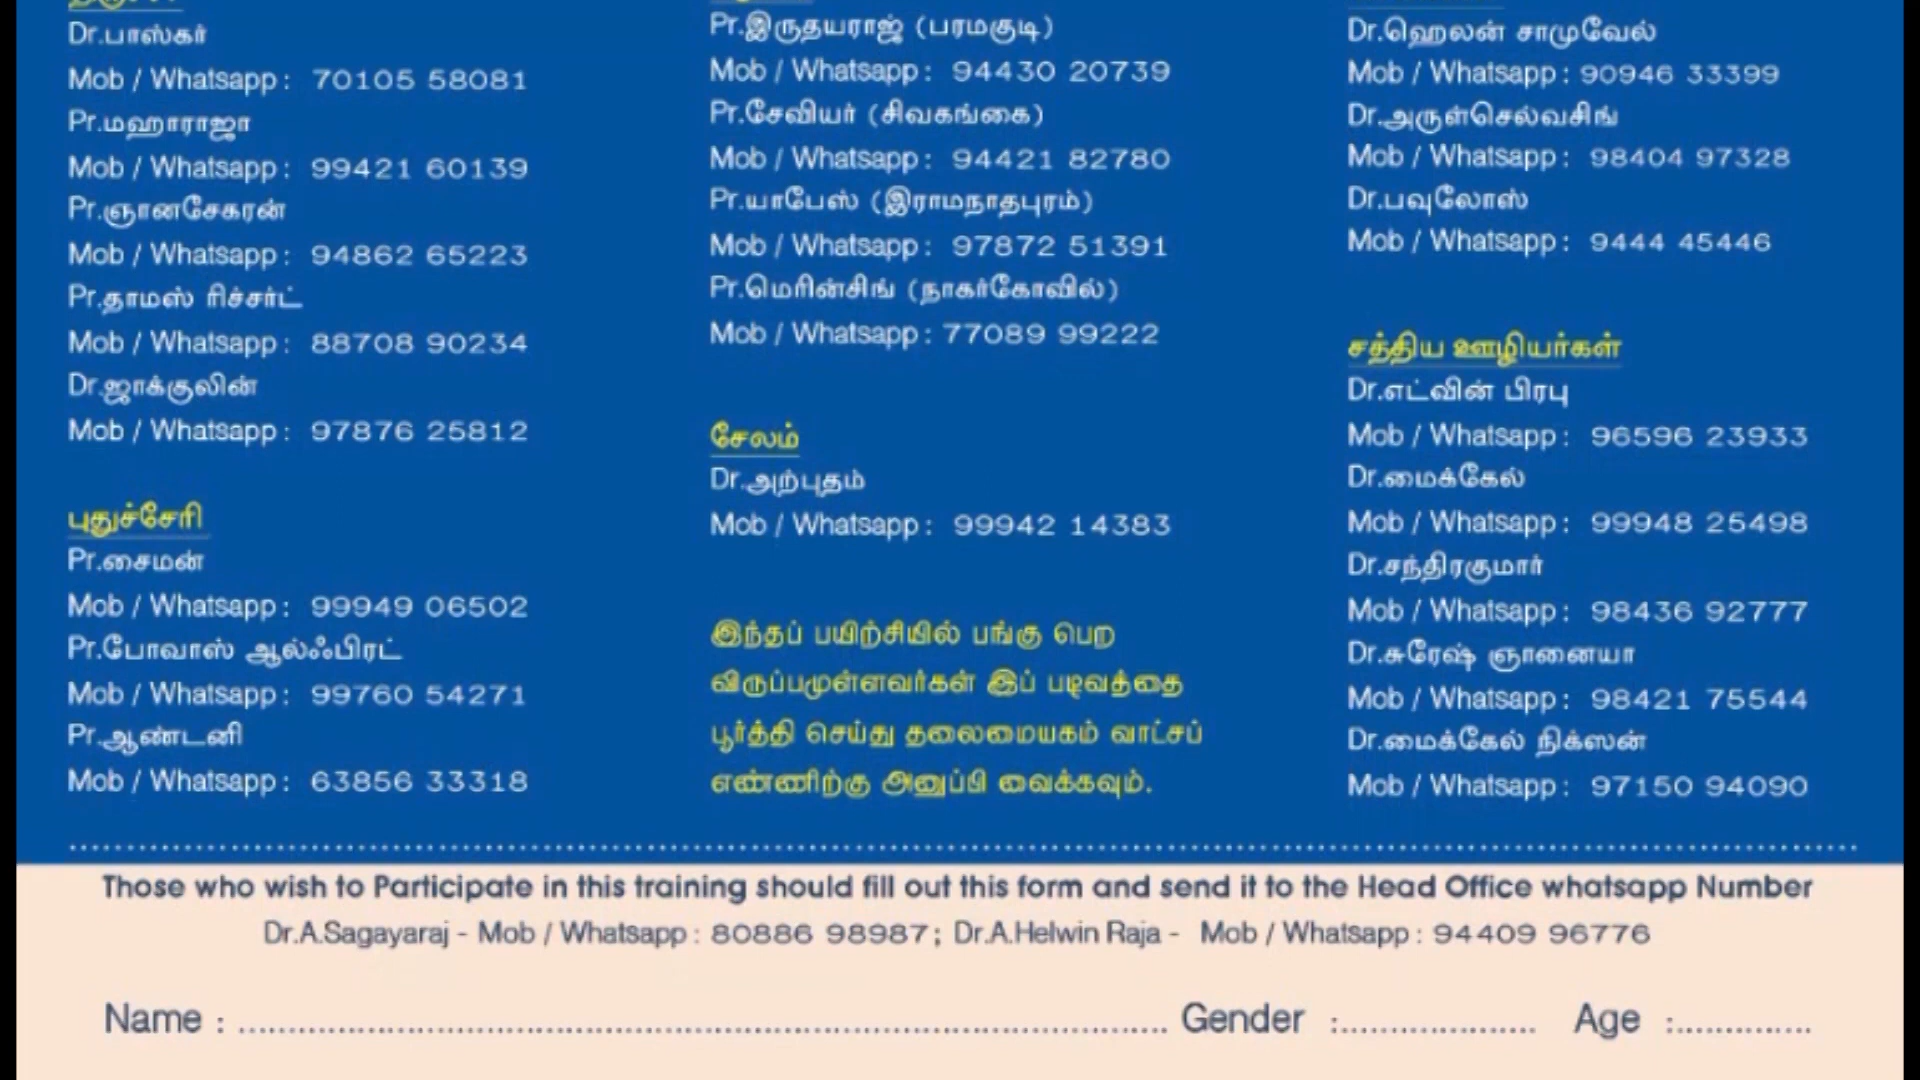 Dr.பாஸ்கர்
Mob / Whatsapp : 70105 58081
Pr.மஹாராஜா
Mob / Whatsapp : 99421 60139
Pr.ஞானசேகரன்
Mob / Whatsapp : 94862 65223
Pr.தாமஸ் ரிச்சர்ட்
Mob / Whatsapp : 88708 90234
Dr.ஜாக்குலின்
Mob / Whatsapp : 97876 25812
புதுச்சேரி
Pr.சைமன்
Mob / Whatsapp : 99949 06502
Pr.போவாஸ் ஆல்ஃபிரட்
Mob / Whatsapp : 99760 54271
Pr.ஆண்டனி
Mob / Whatsapp : 63856 33318
Pr.இருதயராஜ் (பரமகுடி)
Mob / Whatsapp : 94430 20739
Pr.சேவியர் (சிவகங்கை)
Mob / Whatsapp : 94421 82780
Pr.யாபேஸ் (இராமநாதபுரம்)
Mob / Whatsapp : 97872 51391
Pr.மெரின்சிங் (நாகர்கோவில்)
Mob / Whatsapp : 77089 99222
சேலம்
Dr.அற்புதம்
Mob / Whatsapp : 99942 14383
இந்தப் பயிற்சியில் பங்கு பெற
விருப்பமுள்ளவர்கள் இப் படிவத்தை
பூர்த்தி செய்து தலைமையகம் வாட்சப்
எண்ணிற்கு அனுப்பி வைக்கவும்.
Dr.ஹெலன் சாமுவேல்
Mob / Whatsapp : 90946 33399
Dr.அருள்செல்வசிங்
Mob / Whatsapp : 98404 97328
Dr.பவுலோஸ்
Mob / Whatsapp : 9444 45446
சத்திய ஊழியர்கள்
Dr.எட்வின் பிரபு
Mob / Whatsapp : 96596 23933
Dr.மைக்கேல்
Mob / Whatsapp : 99948 25498
Dr.சந்திரகுமார்
Mob / Whatsapp : 98436 92777
Dr.சுரேஷ் ஞானையா
Mob / Whatsapp : 98421 75544
Dr.மைக்கேல் நிக்ஸன்
Mob / Whatsapp : 97150 94090
Those who wish to Participate in this training should fill out this form and send it to the Head Office whatsapp Number
Dr.A.Sagayaraj - Mob / Whatsapp : 80886 98987; Dr.A.Helwin Raja - Mob / Whatsapp : 94409 96776
Name : ........................ Gender :.................... Age :.............